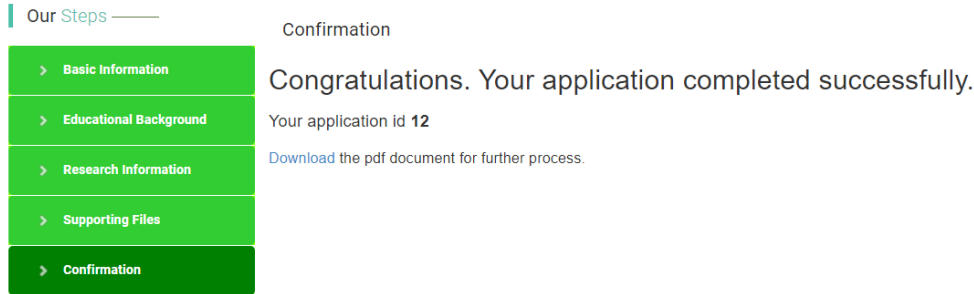 Our Steps
Basic Information
Educational Background
Research Information
Supporting Files
Confirmation
Confirmation
Congratulations. Your application completed successfully.
Your application id 12
Download the pdf document for further process.